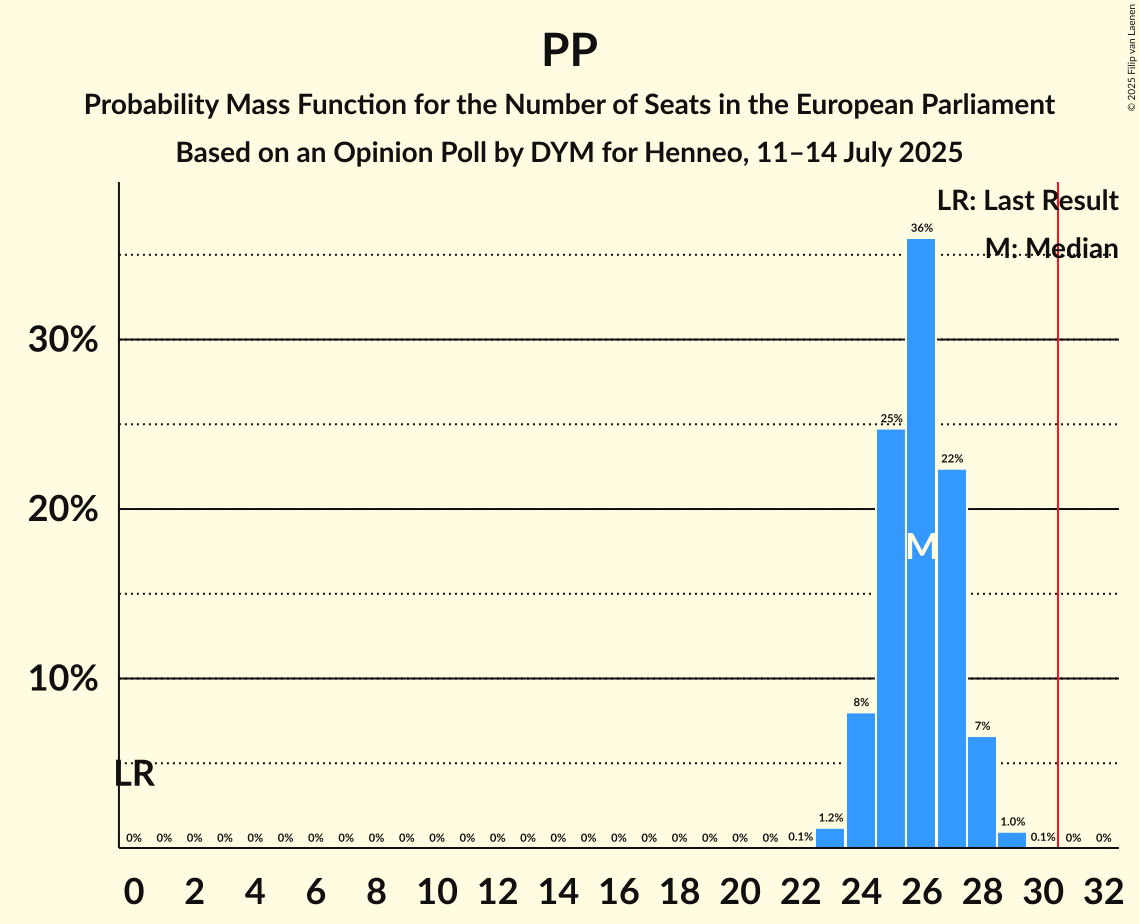 PP
Probability Mass Function for the Number of Seats in the European Parliament
Based on an Opinion Poll by DYM for Henneo, 11–14 July 2025
© 2025 Filip van Laenen
LR: Last Result
M: Median
36%
30%
25%
22%
20%
M
10%
8%
7%
LR
0% 0% 0% 0% 0% 0% 0% 0% 0% 0% 0% 0% 0% 0% 0% 0% 0% 0% 0% 0% 0% 0% 0.1% 1.2% 1.0% 0.1% 0% 0%
0 2 4 6 8 10 12 14 16 18 20 22 24 26 28 30 32